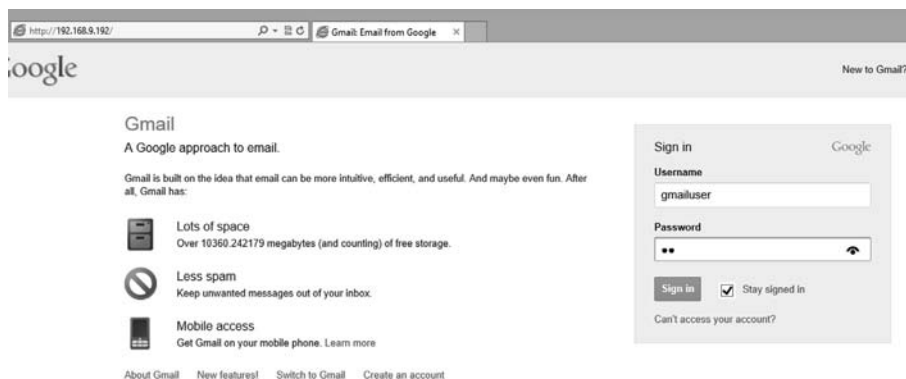 http://192.168.9.192/
Gmail: Email from Google
Google
New to Gmail?
Gmail
A Google approach to email.
Gmail is built on the idea that email can be more intuitive, efficient, and useful. And maybe even fun. After
all, Gmail has:
Lots of space
Over 10360.242179 megabytes (and counting) of free storage.
Less spam
Keep unwanted messages out of your inbox.
Mobile access
Get Gmail on your mobile phone. Learn more
About Gmail New features! Switch to Gmail Create an account
Sign in Google
Username
gmailuser
Password
••
Sign in Stay signed in
Can't access your account?